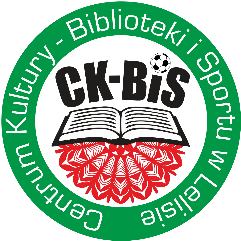 Centrum Kultury - Biblioteki i Sportu w Lelisie
CK-BiS